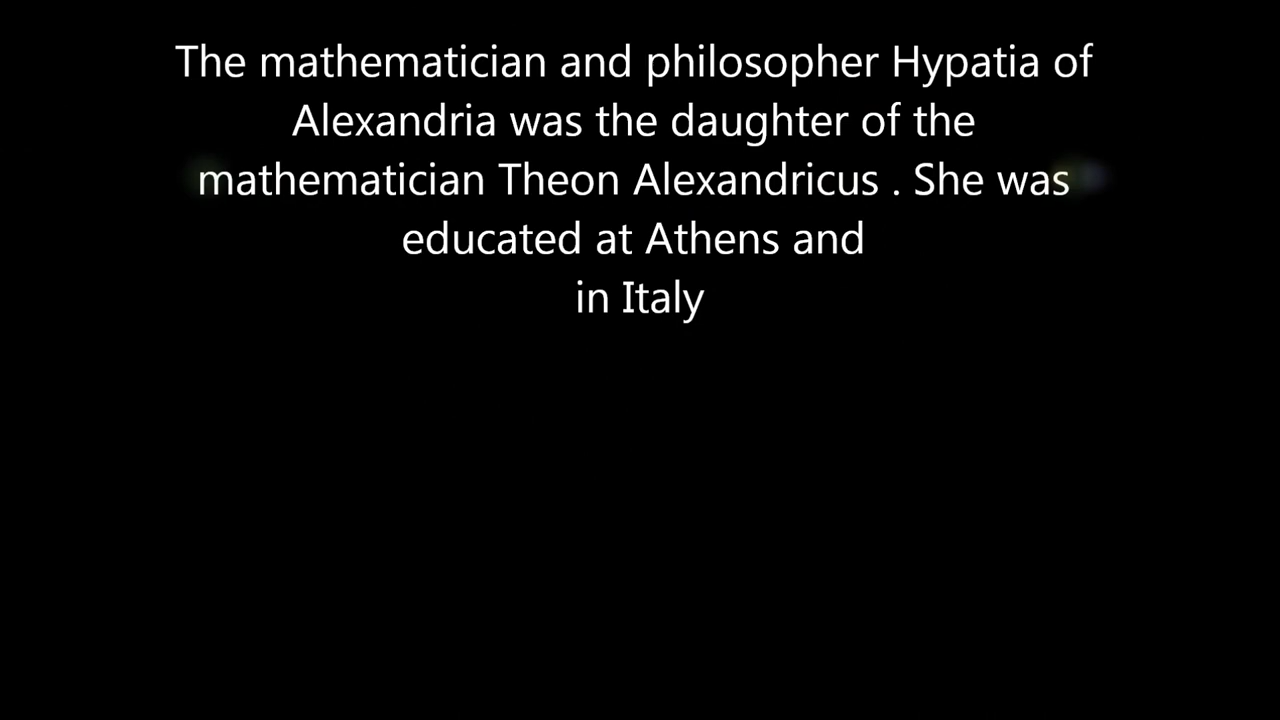 The mathematician and philosopher Hypatia of
Alexandria was the daughter of the
mathematician Theon Alexandricus . She was
educated at Athens and
in Italy